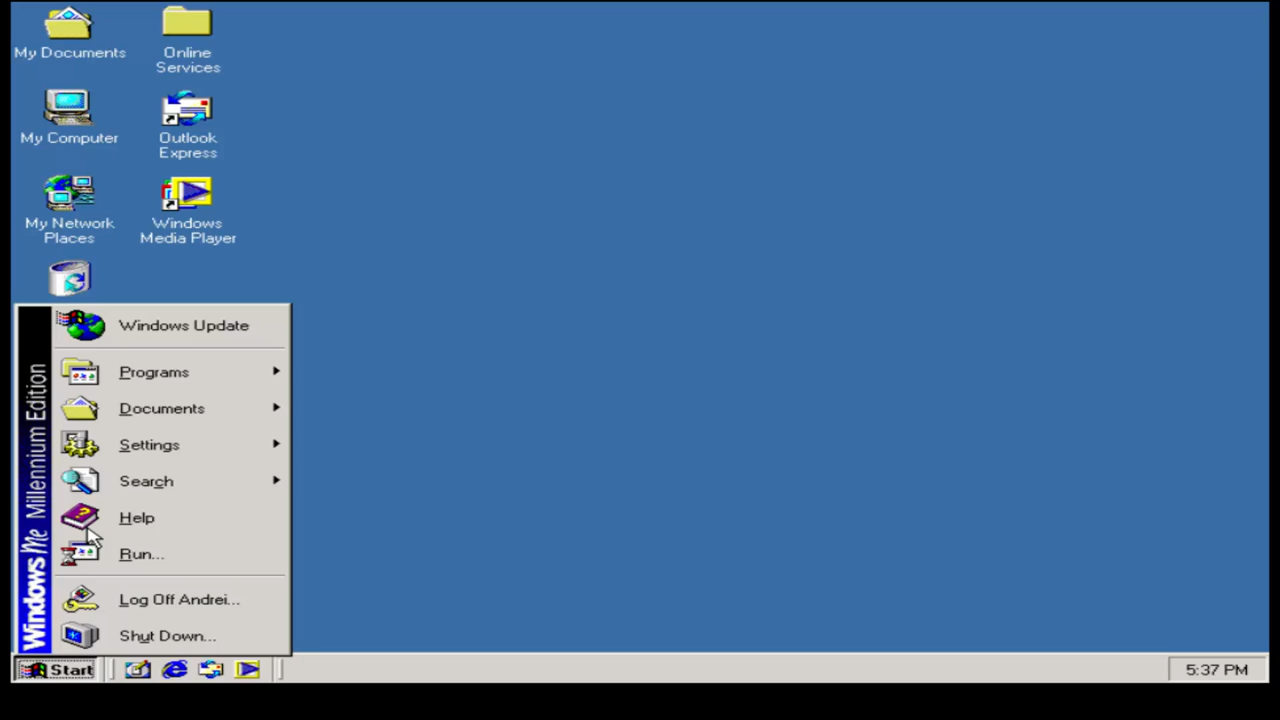 My Documents
Online
Services
My Computer
Outlook
Express
My Network
Places
Windows
Media Player
Windows Update
Programs
Documents
Settings
Search
Help
Run...
Log Off Andrei...
Shut Down...
Windows Me Millennium Edition
Start
5:37 PM